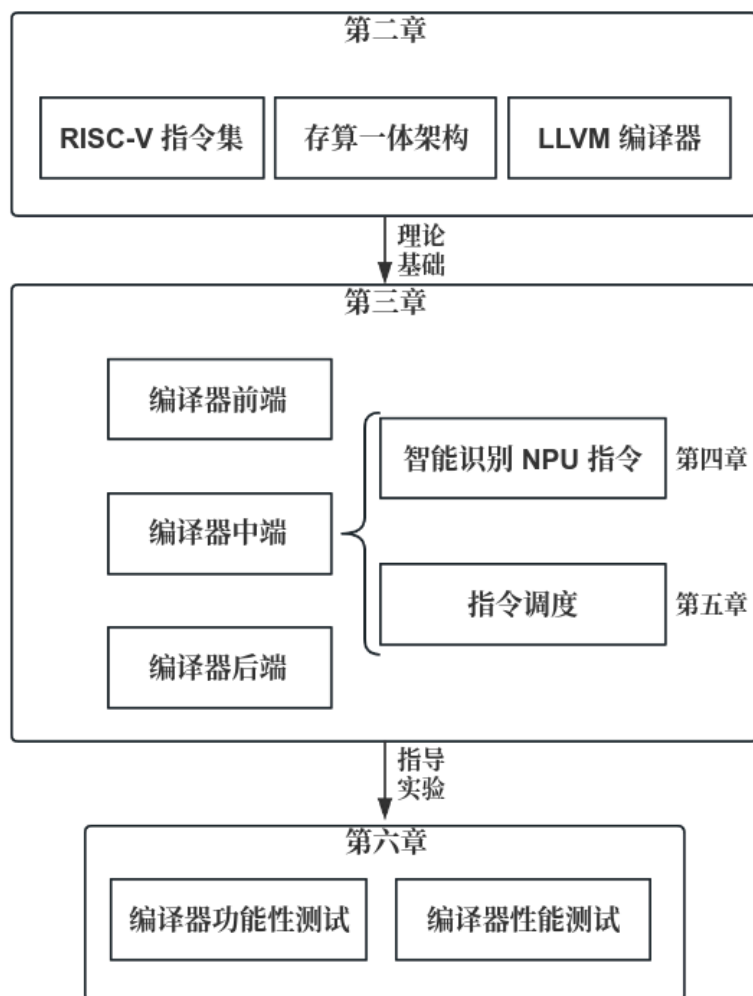 第二章
RISC-V 指令集
存算一体架构
LLVM 编译器
理论
基础
第三章
编译器前端
编译器中端
编译器后端
智能识别 NPU 指令
第四章
指令调度
第五章
指导
实验
第六章
编译器功能性测试
编译器性能测试